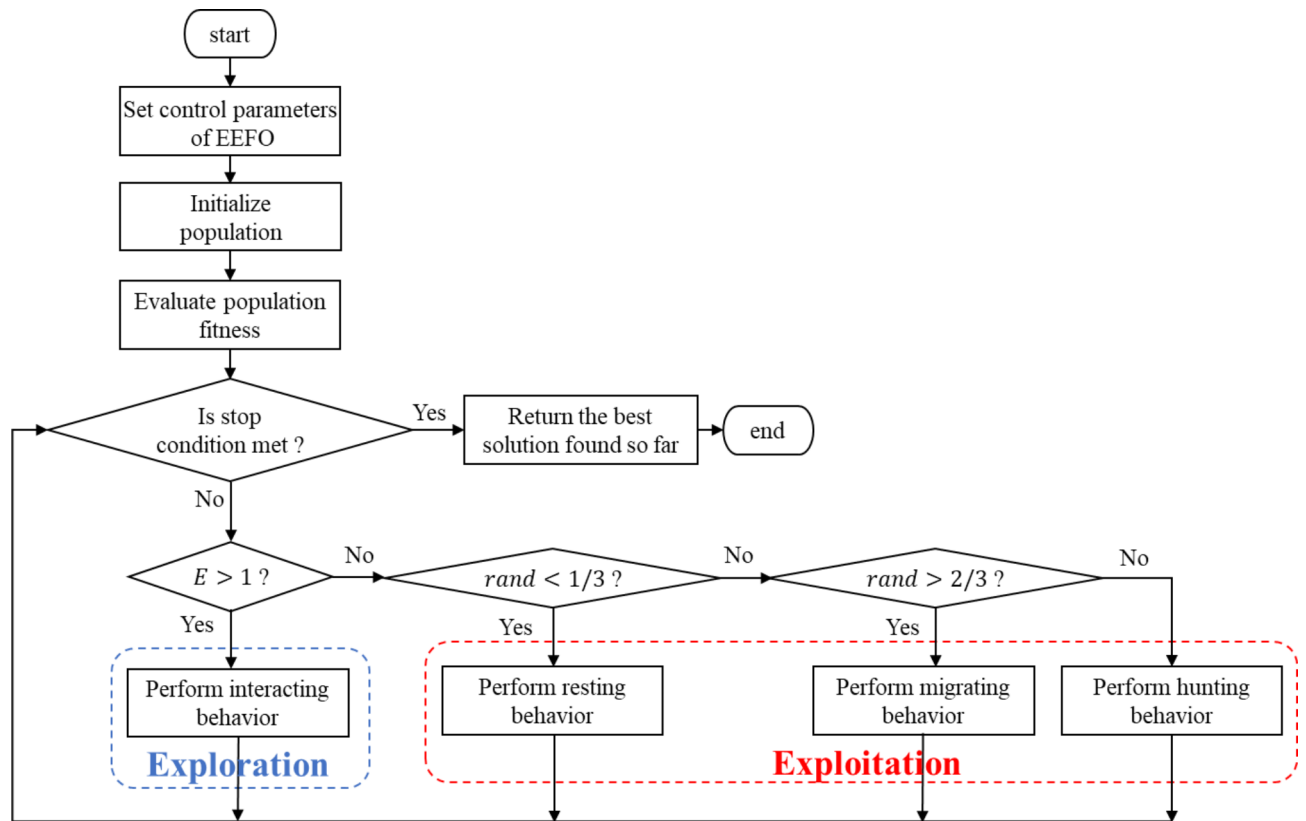 start
Set control parameters
of EEFO
Initialize
population
Evaluate population
fitness
Is stop
condition met ?
Yes
Return the best
solution found so far
end
No
E > 1 ?
No
rand < 1/3 ?
No
rand > 2/3 ?
No
Yes
Yes
Yes
Perform interacting
behavior
Perform resting
behavior
Perform migrating
behavior
Perform hunting
behavior
Exploration
Exploitation